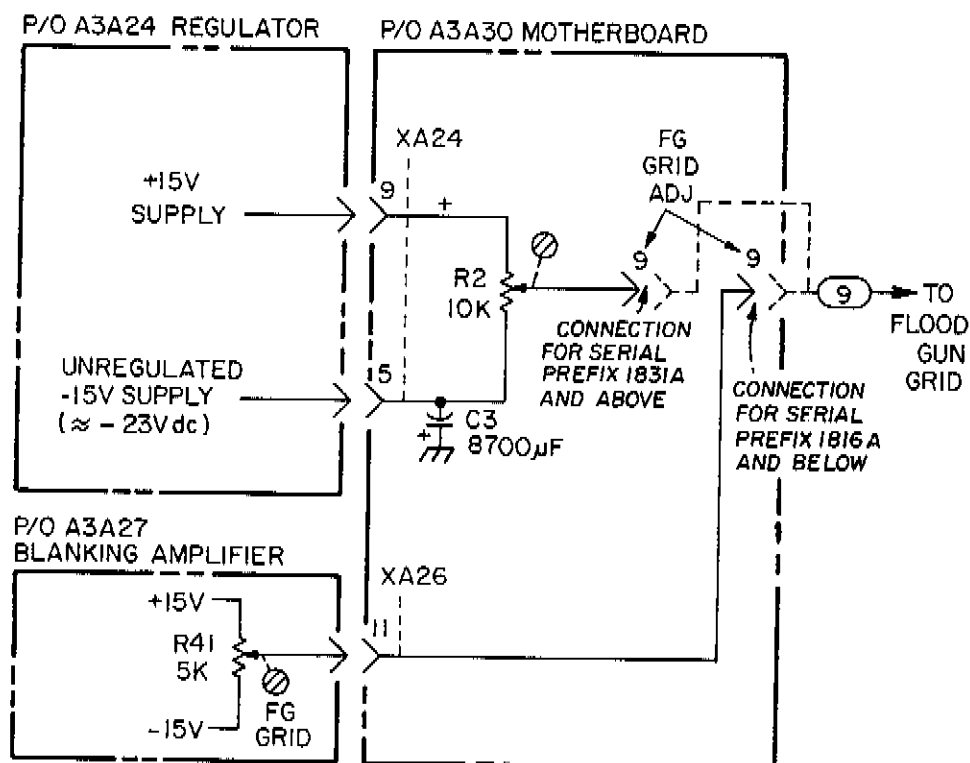 P/O A3A24 REGULATOR
P/O A3A30 MOTHERBOARD
XA24
FG
GRID
ADJ
+15V
SUPPLY
9
+
9
9
R2
10K
9
TO
FLOOD
GUN
GRID
CONNECTION
FOR SERIAL
PREFIX 1831A
AND ABOVE
CONNECTION
FOR SERIAL
PREFIX 1816A
AND BELOW
UNREGULATED
-15V SUPPLY
(≈ -23Vdc)
5
+
C3
8700µF
P/O A3A27
BLANKING AMPLIFIER
XA26
+15V
R41
5K
-15V
FG
GRID
11